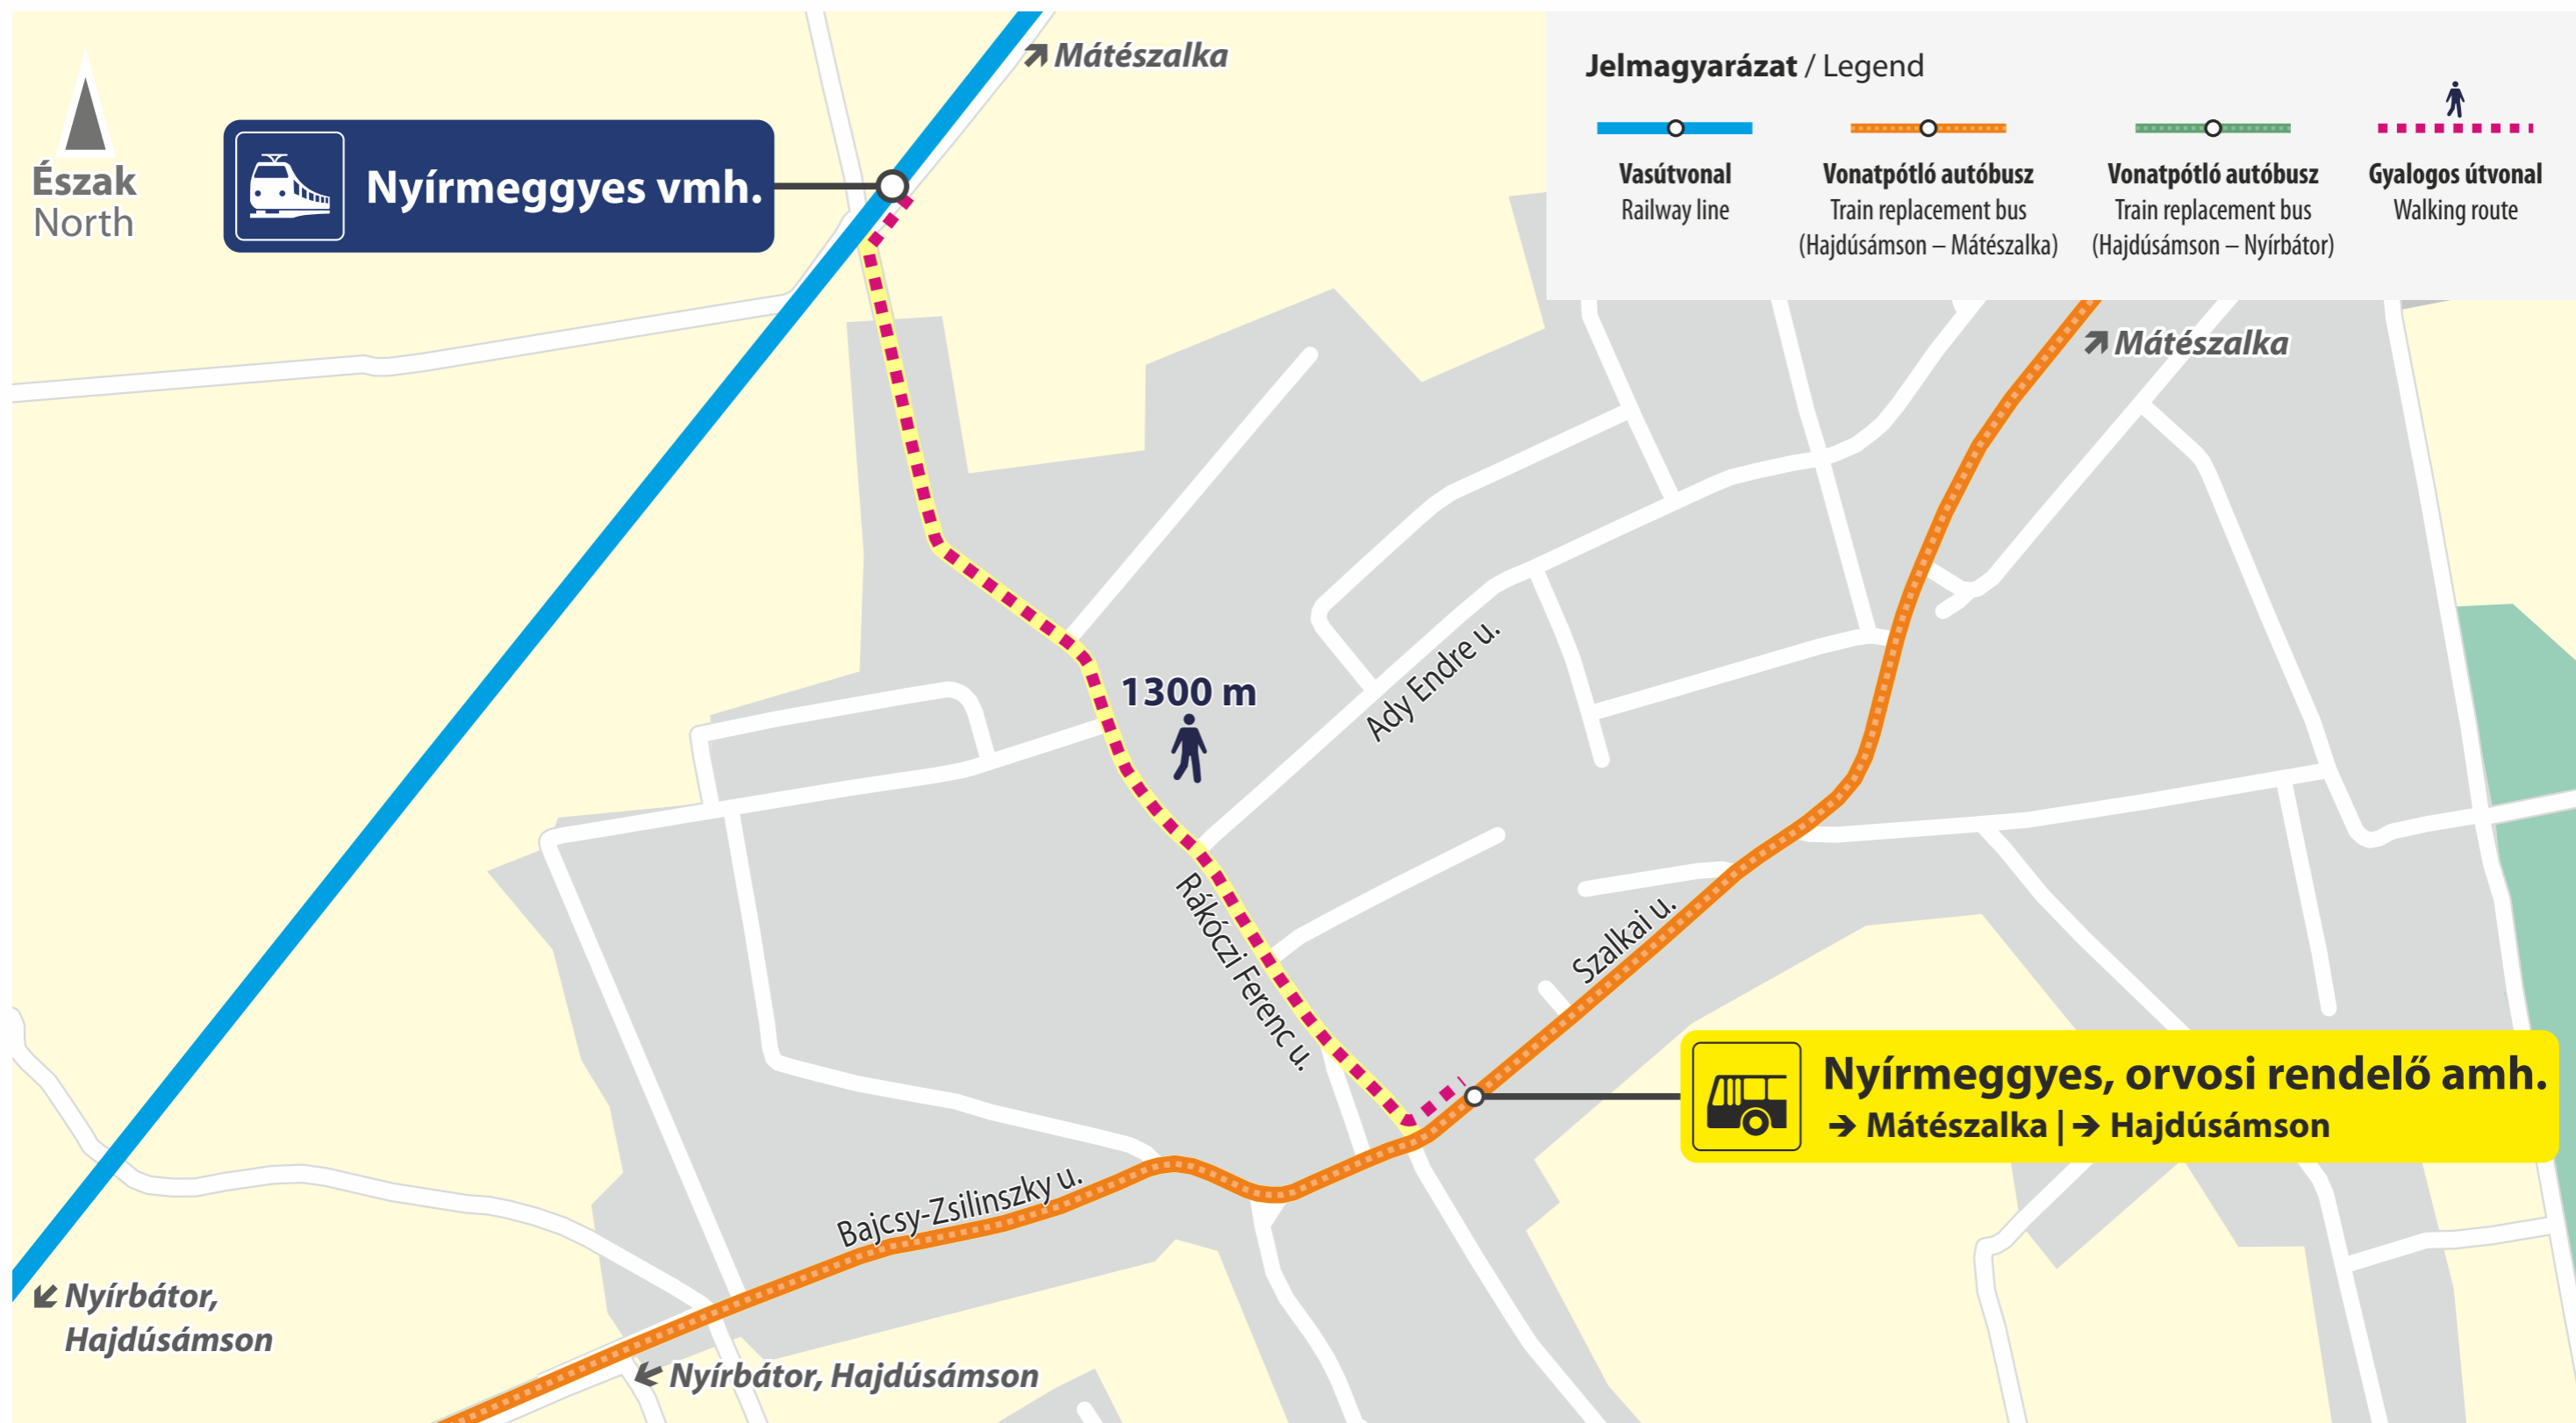 Mátészalka
Jelmagyarázat / Legend
Vasútvonal
Railway line
Vonatpótló autóbusz
Train replacement bus
(Hajdúsámson – Mátészalka)
Vonatpótló autóbusz
Train replacement bus
(Hajdúsámson – Nyírbátor)
Gyalogos útvonal
Walking route
Észak
North
Nyírmeggyes vmh.
Mátészalka
1300 m
Ady Endre u.
Rákóczi Ferenc u.
Szalkai u.
Nyírmeggyes, orvosi rendelő amh.
→ Mátészalka | → Hajdúsámson
Bajcsy-Zsilinszky u.
Nyírbátor,
Hajdúsámson
Nyírbátor, Hajdúsámson